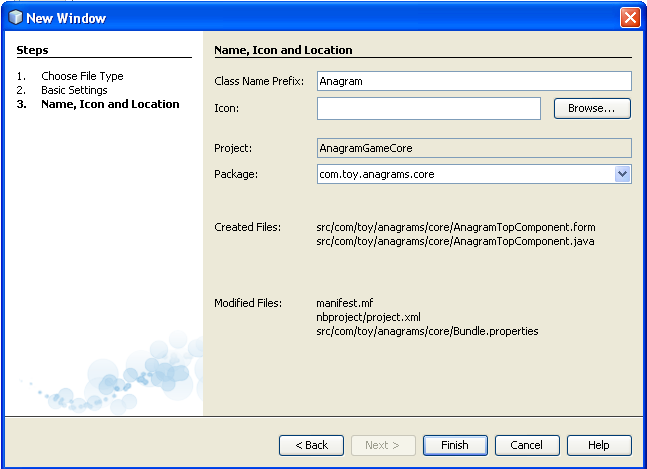 New Window
Steps
1. Choose File Type
2. Basic Settings
3. Name, Icon and Location
Name, Icon and Location
Class Name Prefix: Anagram
Icon: Browse...
Project: AnagramGameCore
Package: com.toy.anagrams.core
Created Files: src/com/toy/anagrams/core/AnagramTopComponent.form
src/com/toy/anagrams/core/AnagramTopComponent.java
Modified Files: manifest.mf
nbproject/project.xml
src/com/toy/anagrams/core/Bundle.properties
< Back Next > Finish Cancel Help